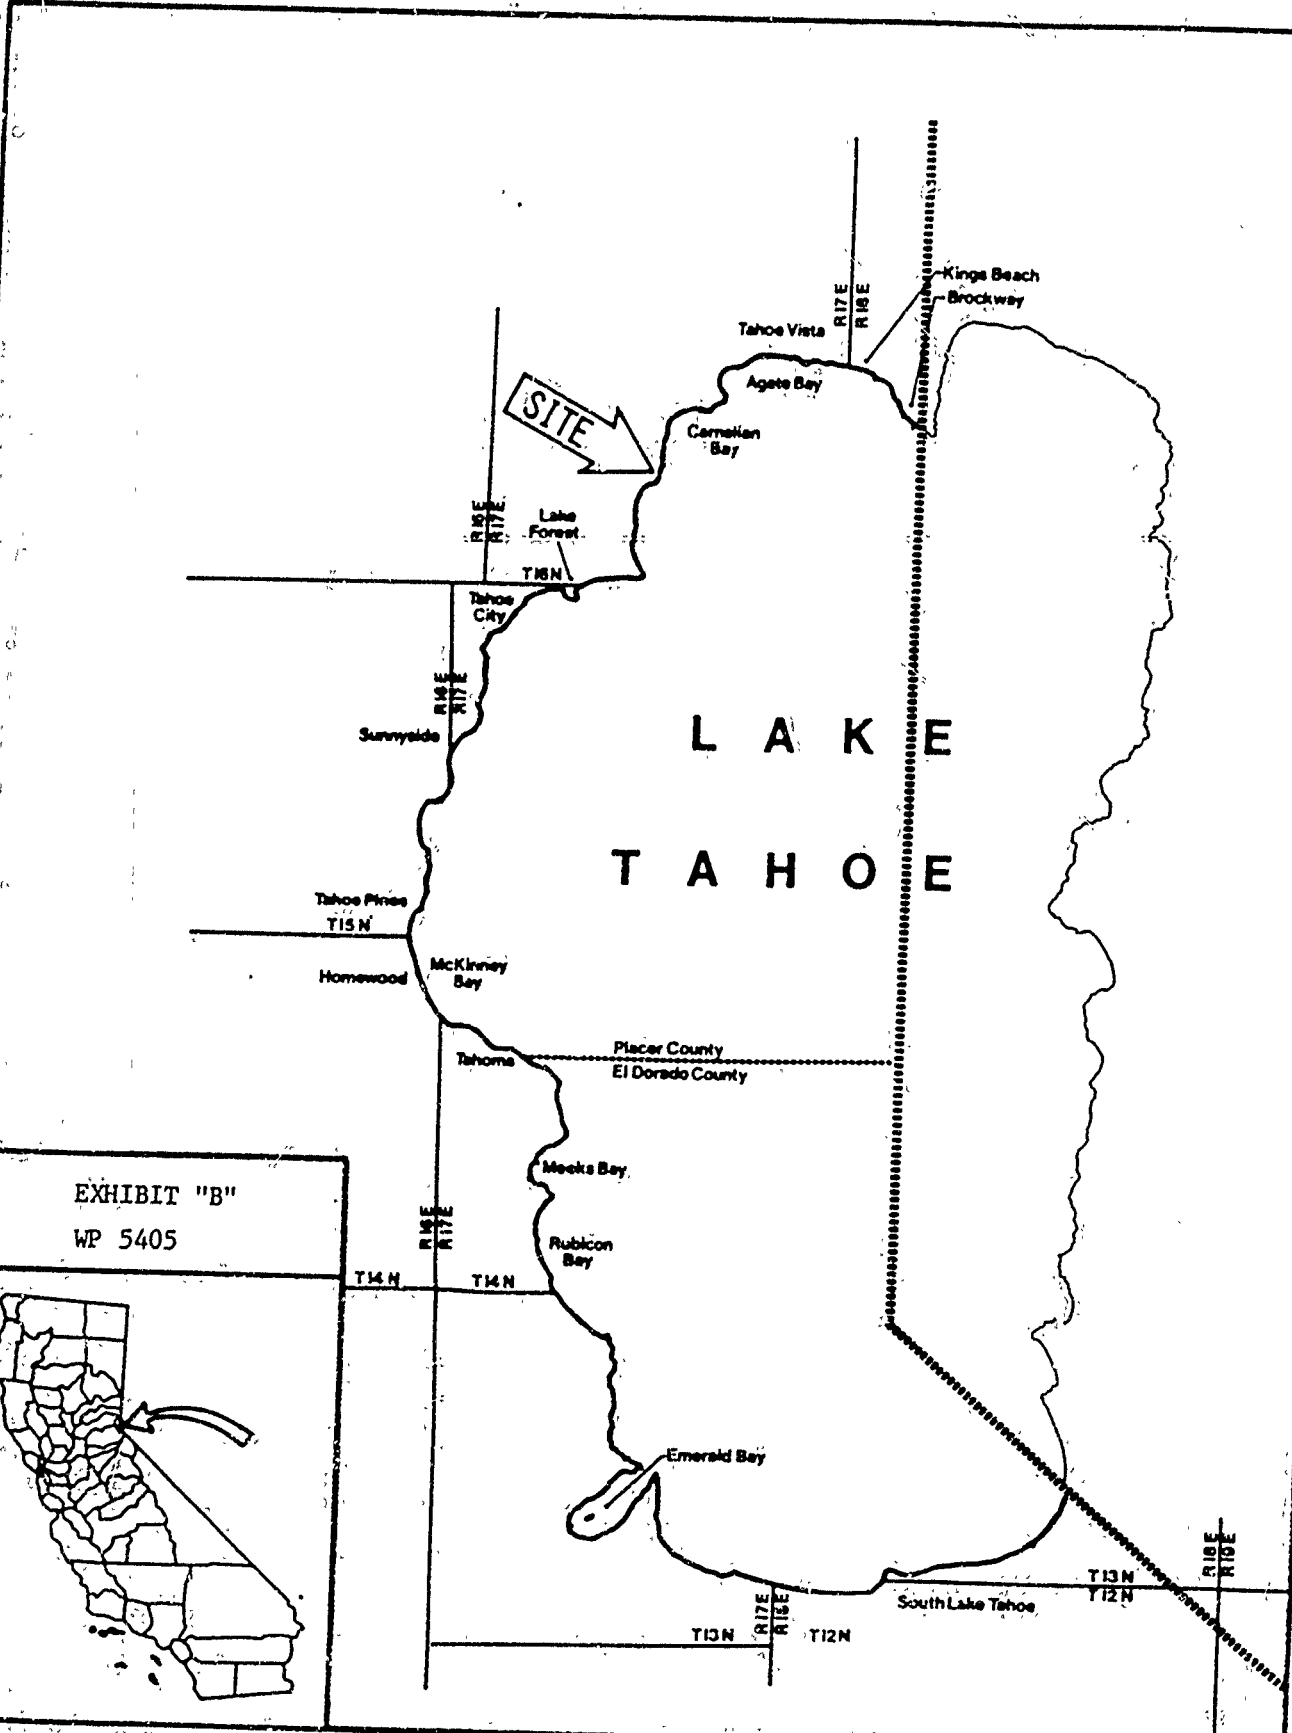 Kings Beach
Brockway
R17E
R18E
Tahoe Vista
Agate Bay
SITE
Carnelian
Bay
R16E
R17E
Lake
Forest
T16N
Tahoe
City
R16E
R17E
Sunnyside
LAKE
TAHOE
Tahoe Pines
T15N
Homewood
McKinney
Bay
Tahoma
Placer County
El Dorado County
Meeks Bay
EXHIBIT "B"
WP 5405
R16E
R17E
Rubicon
Bay
T14N
T14N
Emerald Bay
R18E
R19E
T13N
T12N
South Lake Tahoe
R17E
R18E
T13N
T12N